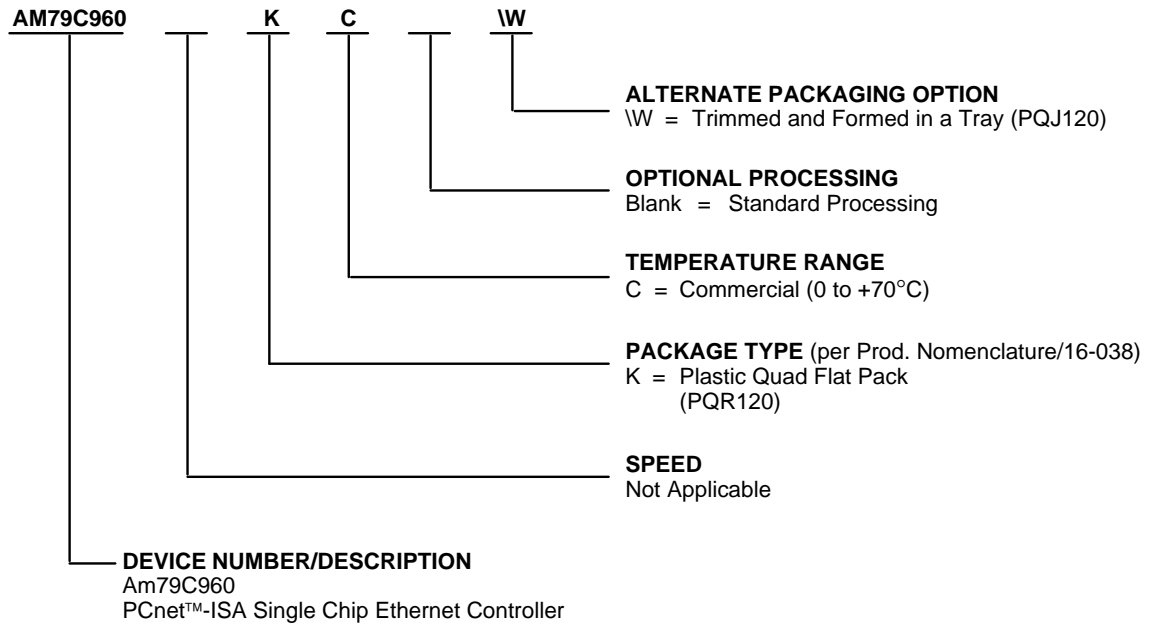 AM79C960 K C \W
ALTERNATE PACKAGING OPTION
\W = Trimmed and Formed in a Tray (PQJ120)
OPTIONAL PROCESSING
Blank = Standard Processing
TEMPERATURE RANGE
C = Commercial (0 to +70°C)
PACKAGE TYPE (per Prod. Nomenclature/16-038)
K = Plastic Quad Flat Pack
(PQR120)
SPEED
Not Applicable
DEVICE NUMBER/DESCRIPTION
Am79C960
PCnet™-ISA Single Chip Ethernet Controller